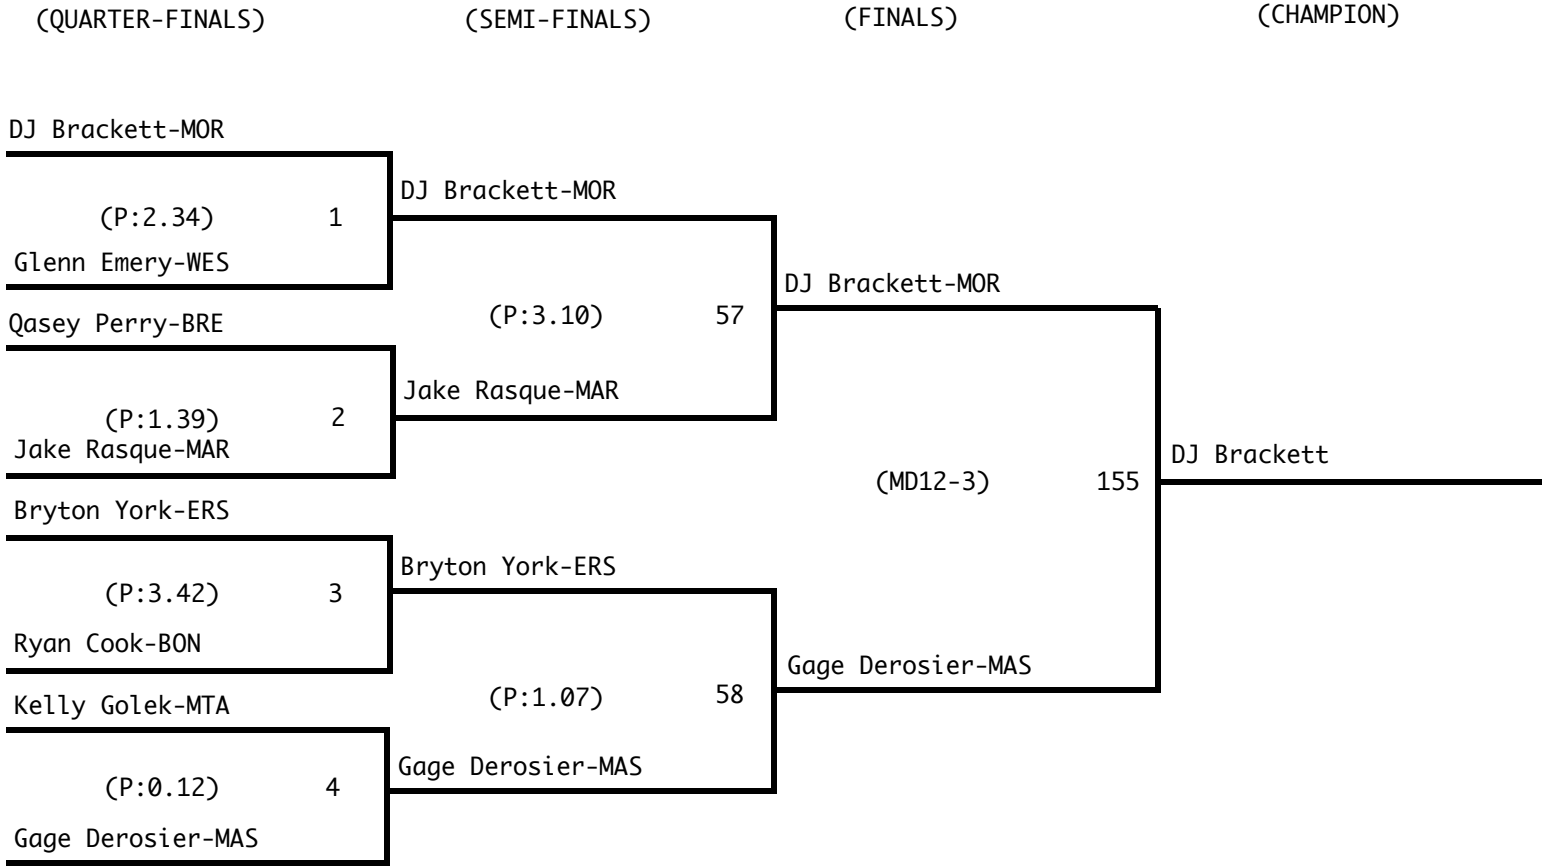 (QUARTER-FINALS)
(SEMI-FINALS)
(FINALS)
(CHAMPION)
DJ Brackett-MOR
(P:2.34)
1
Glenn Emery-WES
Qasey Perry-BRE
(P:1.39)
2
Jake Rasque-MAR
Bryton York-ERS
(P:3.42)
3
Ryan Cook-BON
Kelly Golek-MTA
(P:0.12)
4
Gage Derosier-MAS
DJ Brackett-MOR
(P:3.10)
57
Jake Rasque-MAR
Bryton York-ERS
(P:1.07)
58
Gage Derosier-MAS
DJ Brackett-MOR
(MD12-3)
155
Gage Derosier-MAS
DJ Brackett